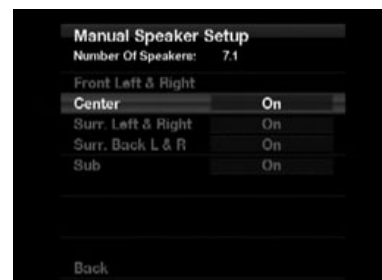 Manual Speaker Setup
Number Of Speakers: 7.1
Front Left & Right
Center On
Surr. Left & Right On
Surr. Back L & R On
Sub On
Back